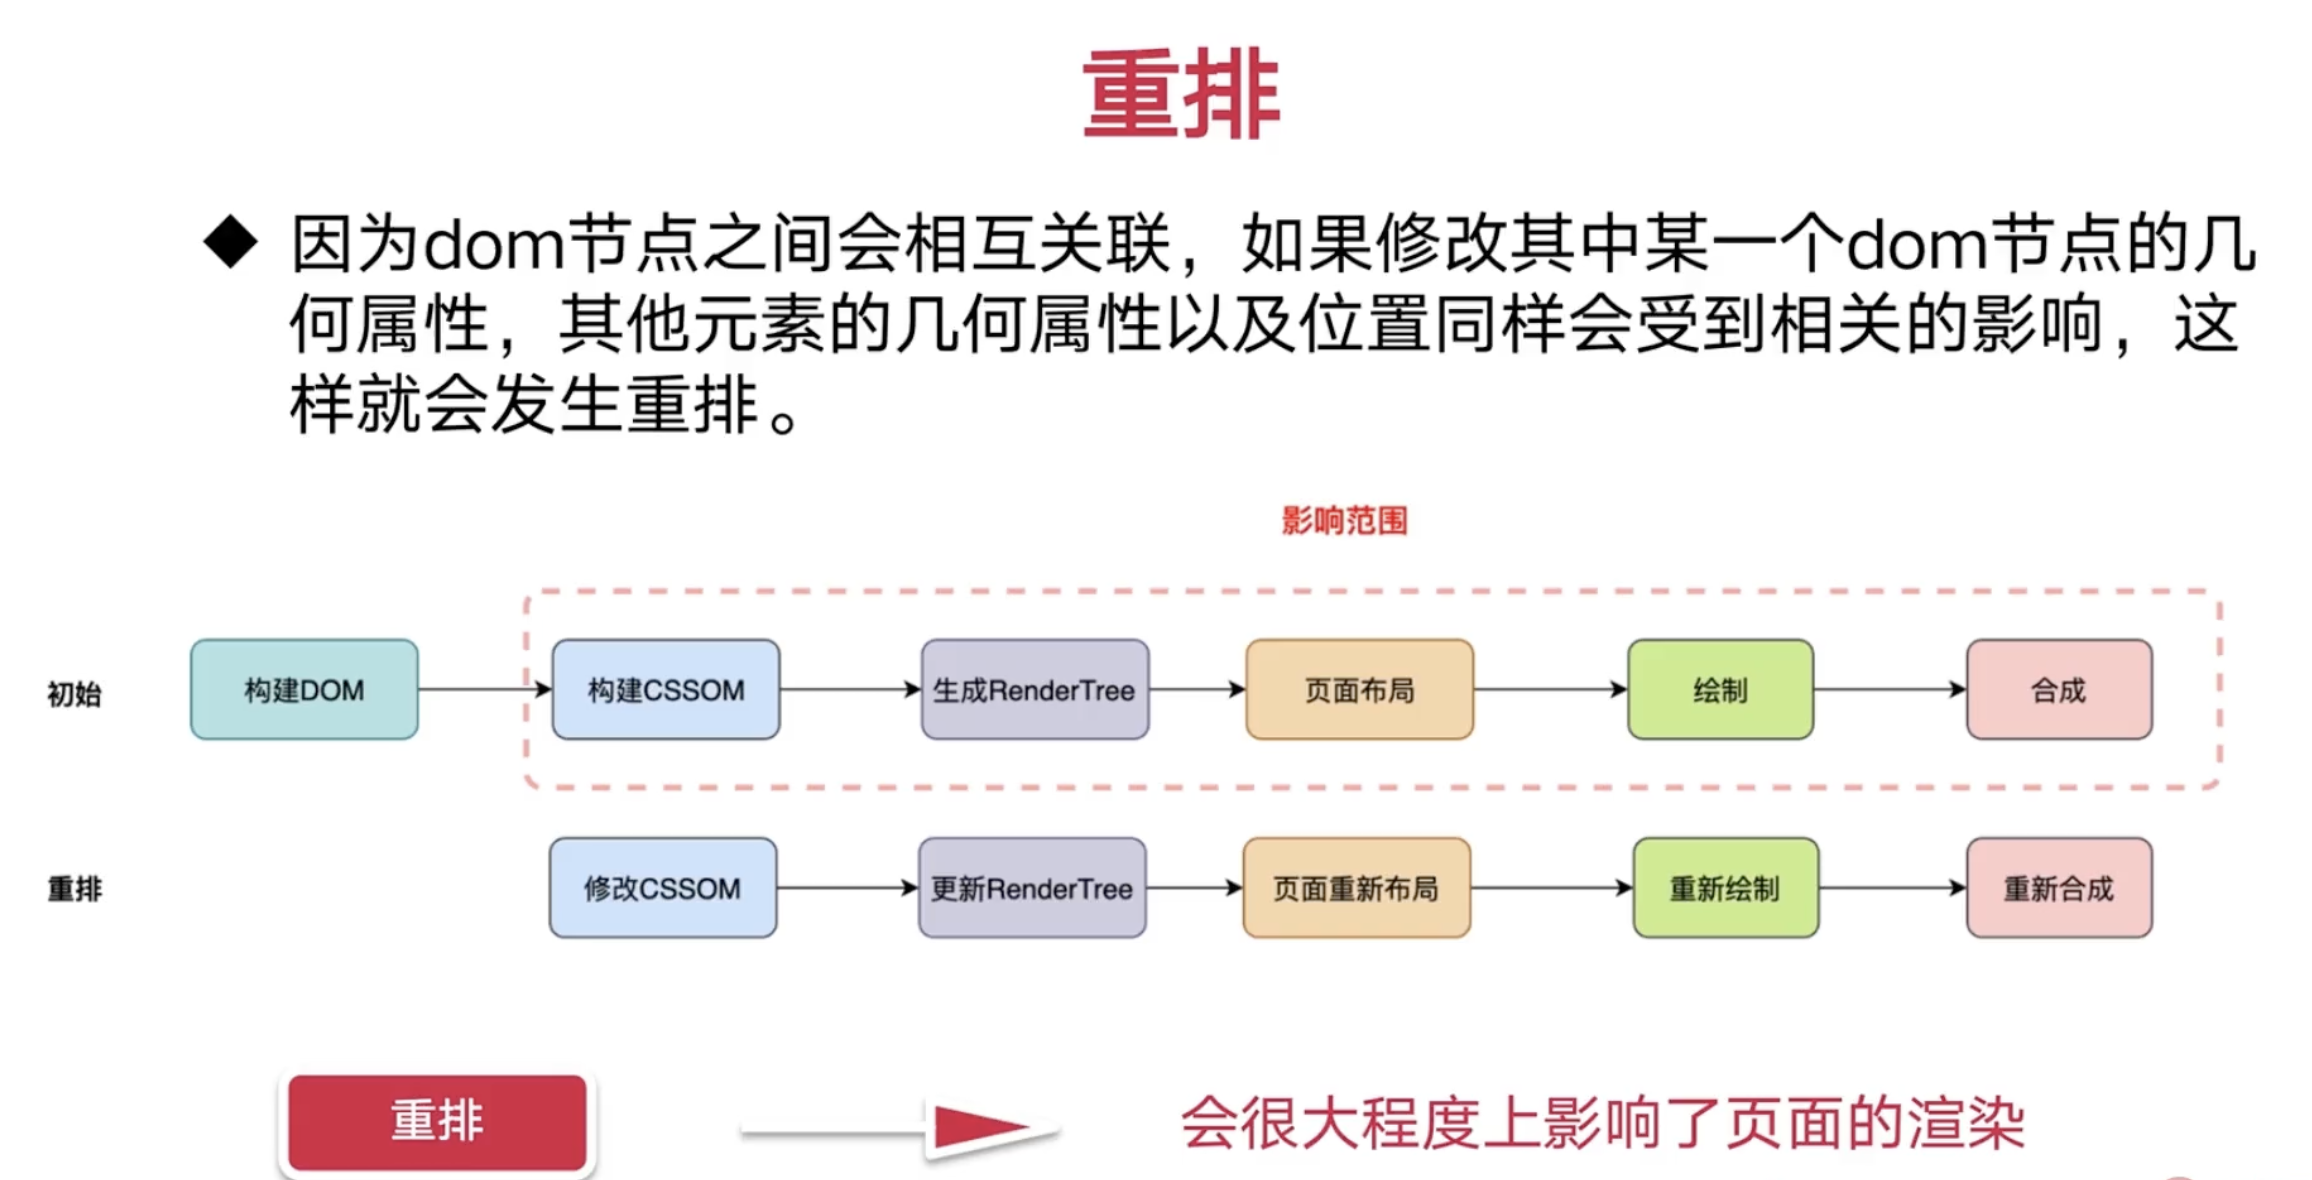 重排
因为dom节点之间会相互关联，如果修改其中某一个dom节点的几
何属性，其他元素的几何属性以及位置同样会受到相关的影响，这
样就会发生重排。
影响范围
初始
构建DOM
构建CSSOM
生成RenderTree
页面布局
绘制
合成
重排
修改CSSOM
更新RenderTree
页面重新布局
重新绘制
重新合成
重排
会很大程度上影响了页面的渲染